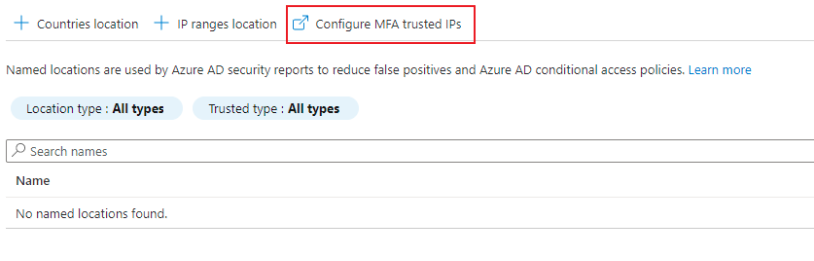 Countries location IP ranges location Configure MFA trusted IPs
Named locations are used by Azure AD security reports to reduce false positives and Azure AD conditional access policies. Learn more
Location type : All types Trusted type : All types
Search names
Name
No named locations found.